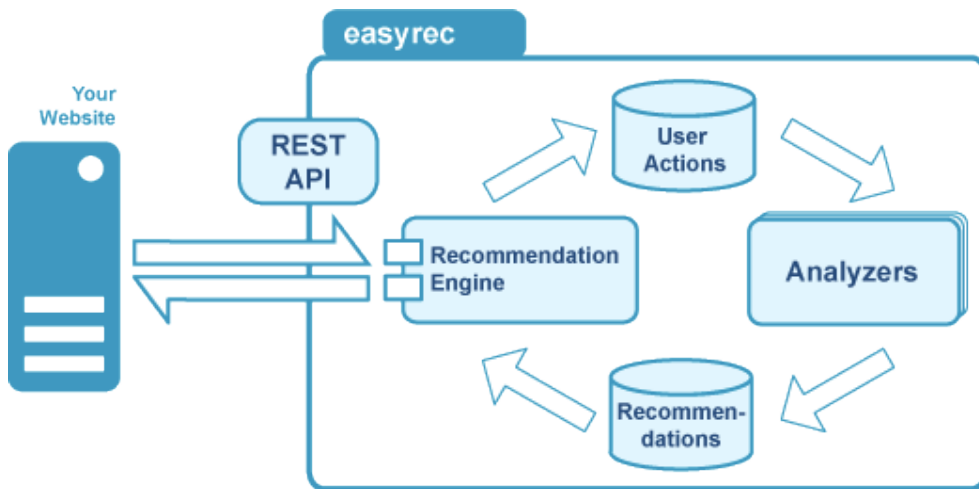 easyrec
Your
Website
REST
API
User
Actions
Recommendation
Engine
Analyzers
Recommen-
dations